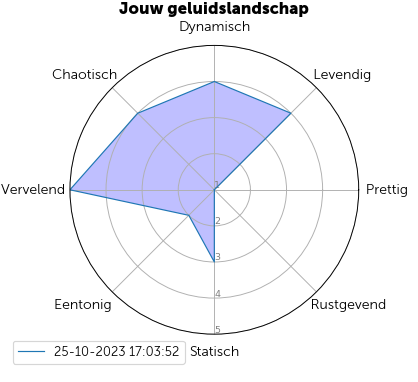 Jouw geluidslandschap
Dynamisch
Chaotisch
Levendig
Vervelend
1
Prettig
2
3
Eentonig
4
Rustgevend
5
25-10-2023 17:03:52
Statisch